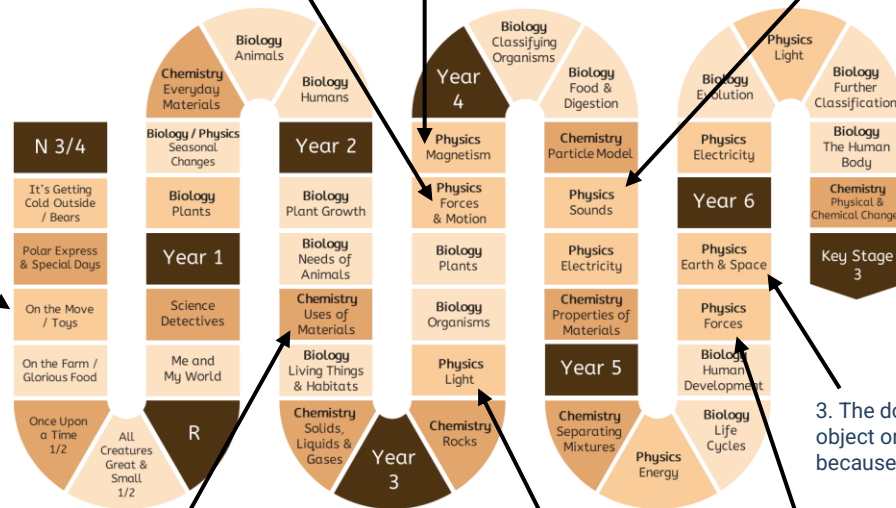 N 3/4
It's Getting
Cold Outside
/ Bears
Polar Express
& Special Days
On the Move
/ Toys
On the Farm /
Glorious Food
Once Upon
a Time
1/2
All
Creatures
Great &
Small
1/2
R
Me and
My World
Science
Detectives
Year 1
Biology
Plants
Biology / Physics
Seasonal
Changes
Chemistry
Everyday
Materials
Biology
Animals
Biology
Humans
Year 2
Biology
Plant Growth
Biology
Needs of
Animals
Chemistry
Uses of
Materials
Biology
Living Things
& Habitats
Chemistry
Solids,
Liquids &
Gases
Year
3
Chemistry
Rocks
Physics
Light
Biology
Organisms
Biology
Plants
Physics
Forces
& Motion
Physics
Magnetism
Year
4
Biology
Classifying
Organisms
Biology
Food &
Digestion
Chemistry
Particle Model
Physics
Sounds
Physics
Electricity
Chemistry
Properties of
Materials
Year 5
Chemistry
Separating
Mixtures
Physics
Energy
Biology
Life
Cycles
Biology
Human
Development
Physics
Forces
Physics
Earth & Space
Year 6
Physics
Electricity
Biology
Evolution
Physics
Light
Biology
Further
Classification
Biology
The Human
Body
Chemistry
Physical &
Chemical Change
Key Stage
3
3. The do
object or
because